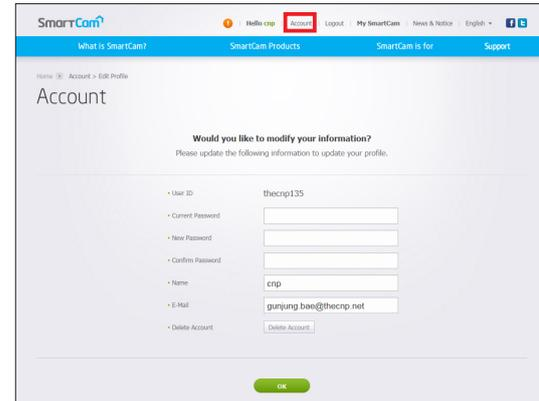 SmartCam
! Hello cnp Account Logout My SmartCam News & Notice English
What is SmartCam? SmartCam Products SmartCam is for Support
Home Account > Edit Profile
Account
Would you like to modify your information?
Please update the following information to update your profile.
• User ID thecnp135
• Current Password
• New Password
• Confirm Password
• Name cnp
• E-Mail gunjung.bae@thecnp.net
• Delete Account Delete Account
OK